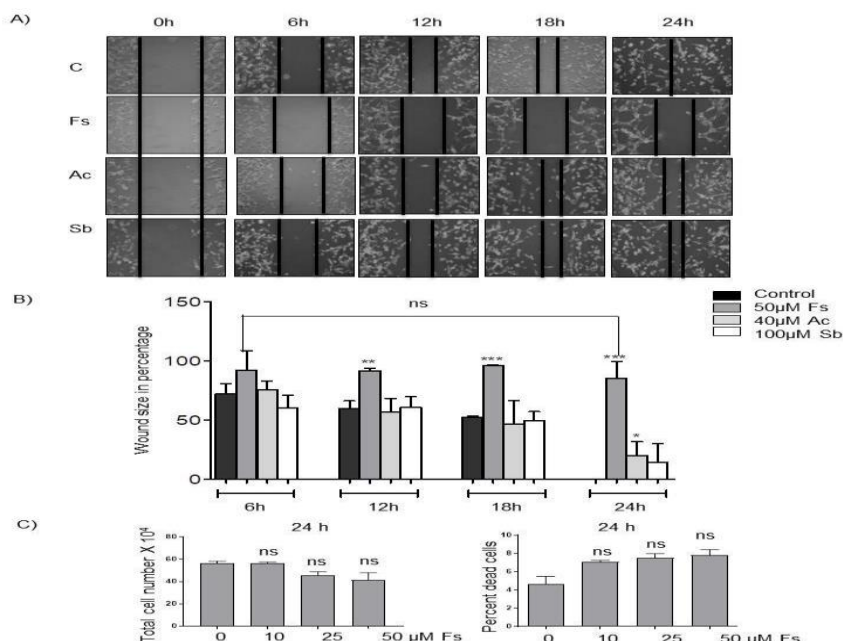 A)
0h 6h 12h 18h 24h
C
Fs
Ac
Sb
B)
Wound size in percentage
150
100
50
0
ns
** *** *** *
6h 12h 18h 24h
Control
50µM Fs
40µM Ac
100µM Sb
C)
24 h
Total cell number X 10⁴
80
60
40
20
0
ns ns ns
0 10 25 50 µM Fs
24 h
Percent dead cells
10
8
6
4
2
0
ns ns ns
0 10 25 50 µM Fs